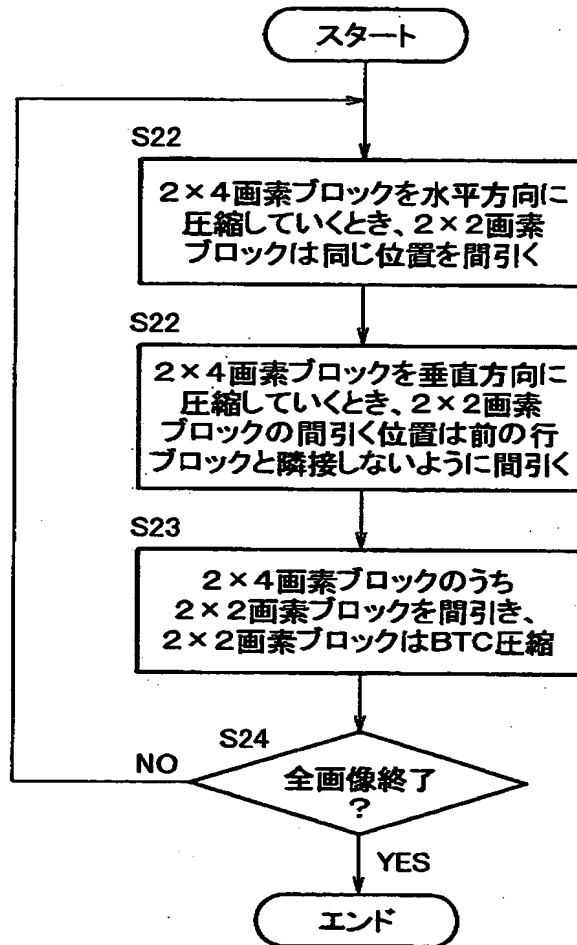 スタート
S22
2×4画素ブロックを水平方向に
圧縮していくとき、2×2画素
ブロックは同じ位置を間引く
S22
2×4画素ブロックを垂直方向に
圧縮していくとき、2×2画素
ブロックの間引く位置は前の行
ブロックと隣接しないように間引く
S23
2×4画素ブロックのうち
2×2画素ブロックを間引き、
2×2画素ブロックはBTC圧縮
S24
NO
全画像終了
?
YES
エンド